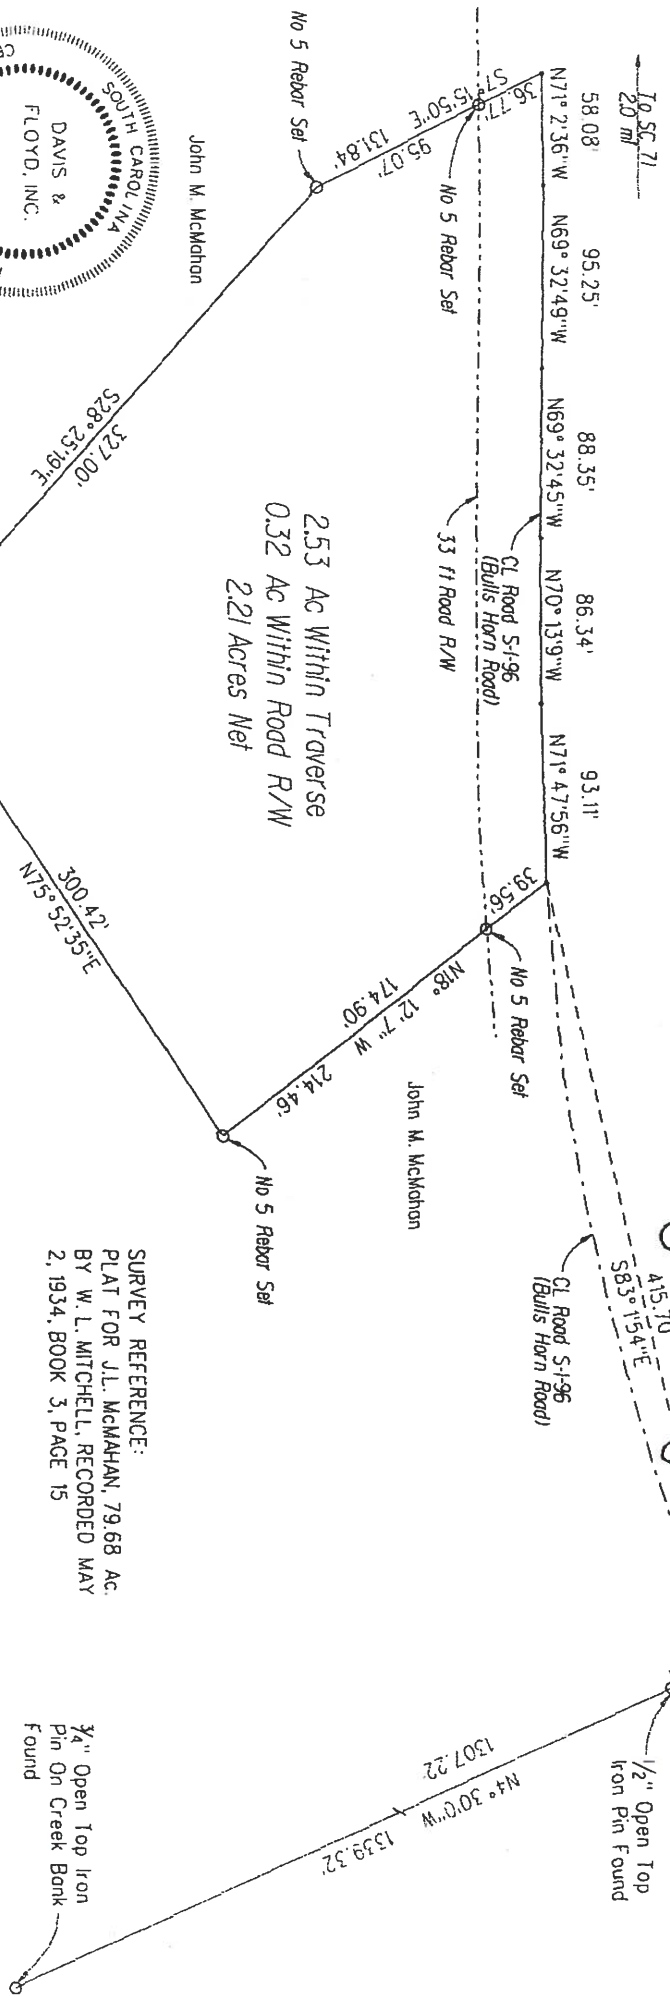 To SC 71
2.0 mi
58.08'
N71° 2'36"W
95.25'
N69° 32'49"W
88.35'
N69° 32'45"W
86.34'
N70° 13'9"W
93.11'
N71° 47'56"W
CL Road S-1-96
(Bulls Horn Road)
33 ft Road R/W
36.77'
S7° 15'50"E
95.07'
131.84'
No 5 Rebar Set
No 5 Rebar Set
John M. McMahan
SOUTH CAROLINA
DAVIS &
FLOYD, INC.
327.00'
S28° 25'19"E
2.53 Ac Within Traverse
0.32 Ac Within Road R/W
2.21 Acres Net
39.56'
No 5 Rebar Set
N18° 12' 7" W
174.90'
214.46'
John M. McMahan
300.42'
N75° 52'35"E
No 5 Rebar Set
415.70
S83° 1'54"E
CL Road S-1-96
(Bulls Horn Road)
SURVEY REFERENCE:
PLAT FOR J.L. McMAHAN, 79.68 Ac.
BY W. L. MITCHELL, RECORDED MAY
2, 1934, BOOK 3, PAGE 15
1/2" Open Top
Iron Pin Found
1307.22'
N4° 30'0"W
1339.32'
3/4" Open Top Iron
Pin On Creek Bank
Found